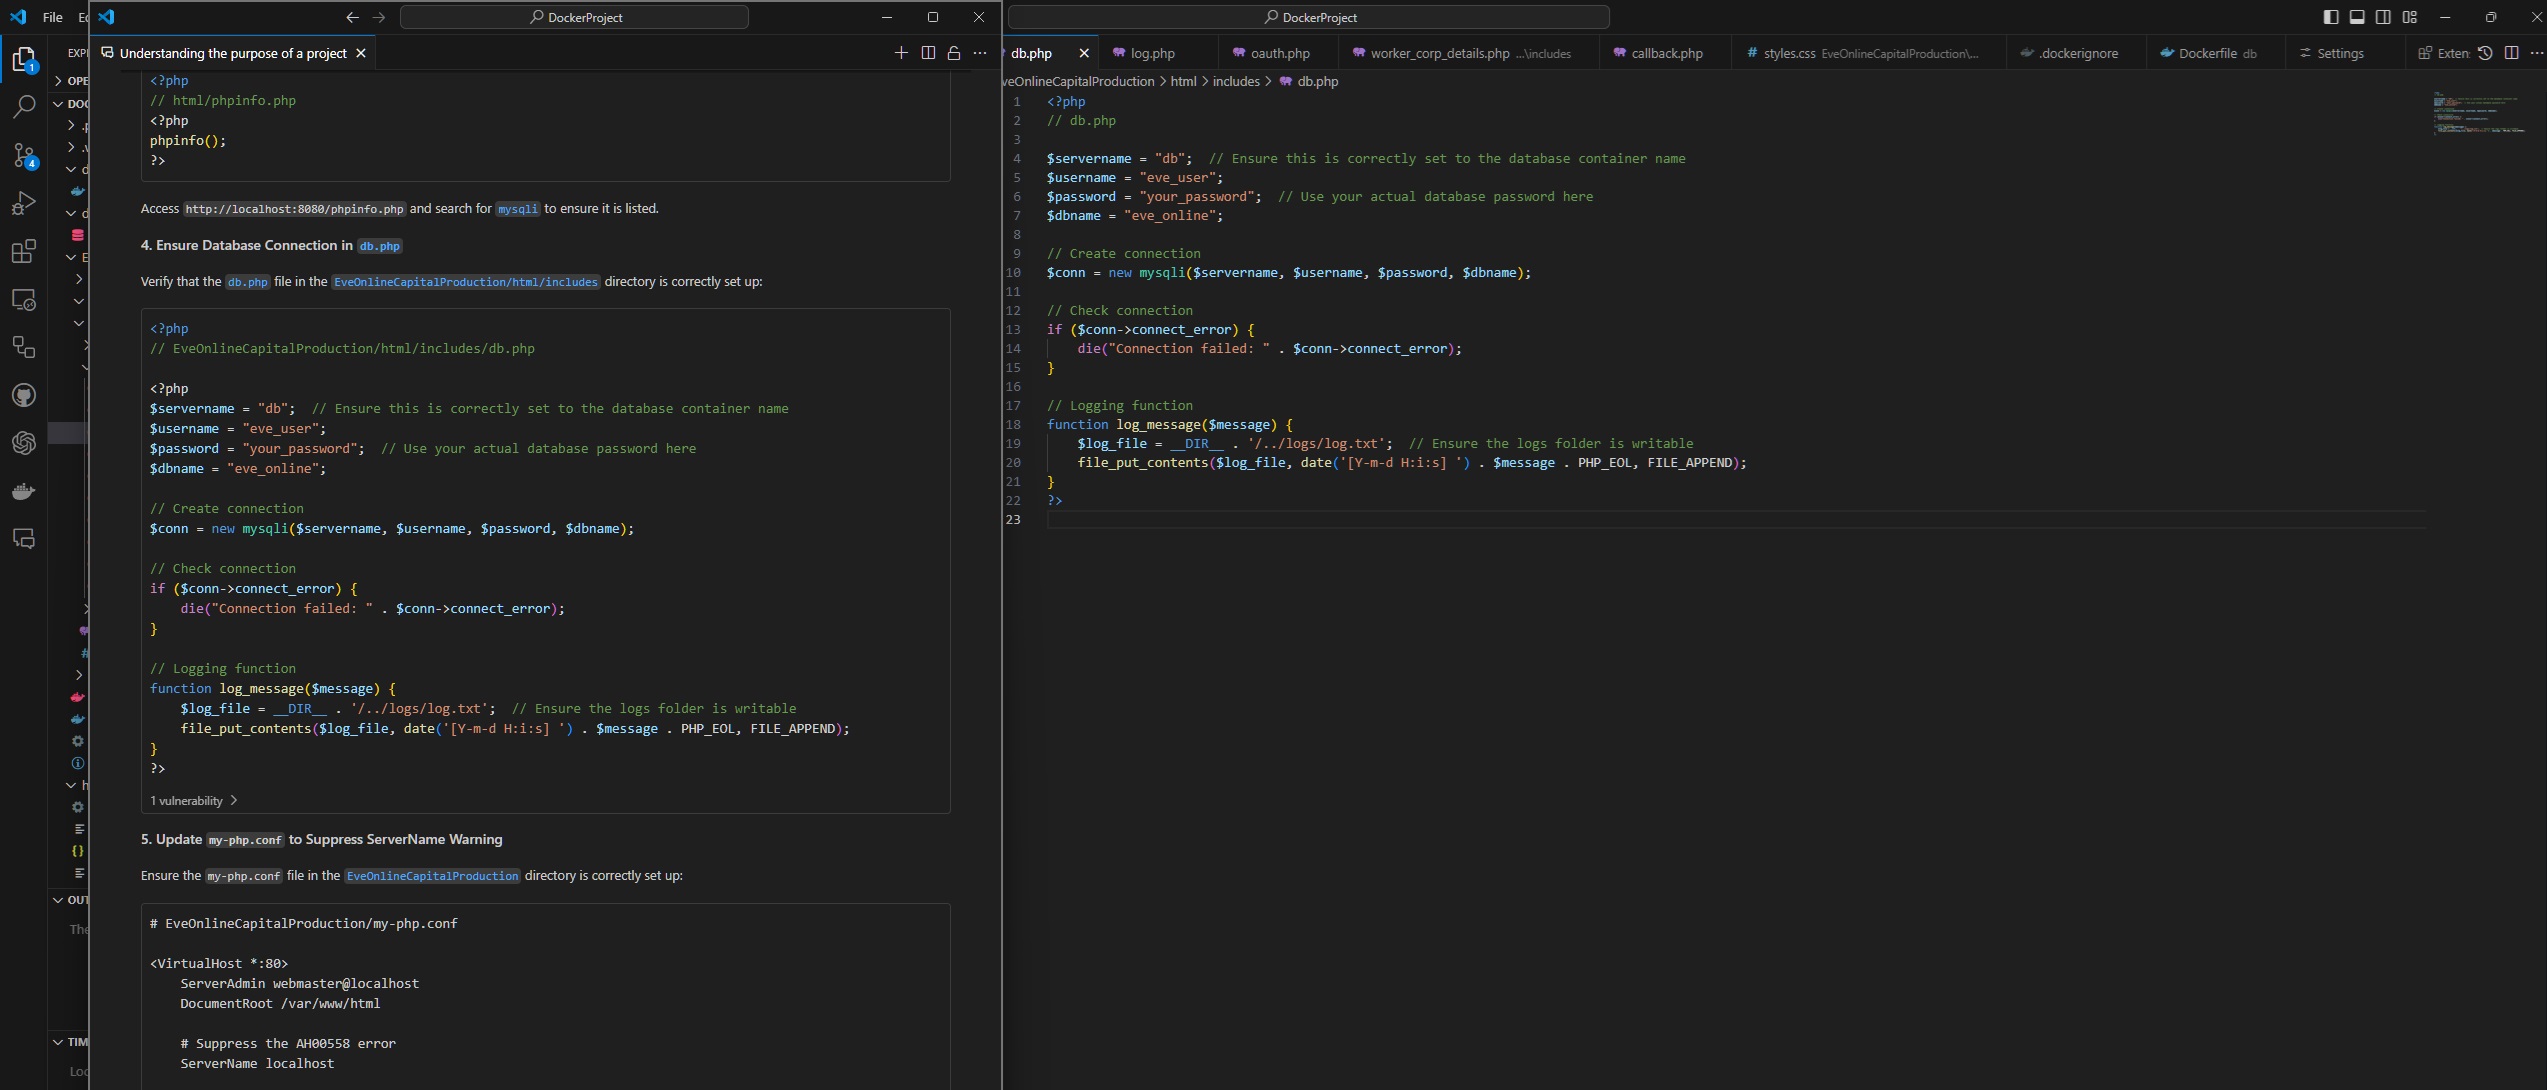 File
DockerProject
DockerProject
Understanding the purpose of a project
db.php
log.php
oauth.php
worker_corp_details.php ...\includes
callback.php
styles.css EveOnlineCapitalProduction\...
.dockerignore
Dockerfile db
Settings
1
4
<?php
// html/phpinfo.php
<?php
phpinfo();
?>
Access http://localhost:8080/phpinfo.php and search for mysqli to ensure it is listed.
4. Ensure Database Connection in db.php
Verify that the db.php file in the EveOnlineCapitalProduction/html/includes directory is correctly set up:
<?php
// EveOnlineCapitalProduction/html/includes/db.php
<?php
$servername = "db";  // Ensure this is correctly set to the database container name
$username = "eve_user";
$password = "your_password";  // Use your actual database password here
$dbname = "eve_online";
// Create connection
$conn = new mysqli($servername, $username, $password, $dbname);
// Check connection
if ($conn->connect_error) {
    die("Connection failed: " . $conn->connect_error);
}
// Logging function
function log_message($message) {
    $log_file = __DIR__ . '/../logs/log.txt';  // Ensure the logs folder is writable
    file_put_contents($log_file, date('[Y-m-d H:i:s] ') . $message . PHP_EOL, FILE_APPEND);
}
?>
1 vulnerability
5. Update my-php.conf to Suppress ServerName Warning
Ensure the my-php.conf file in the EveOnlineCapitalProduction directory is correctly set up:
# EveOnlineCapitalProduction/my-php.conf
<VirtualHost *:80>
    ServerAdmin webmaster@localhost
    DocumentRoot /var/www/html
    # Suppress the AH00558 error
    ServerName localhost
html > includes > db.php
1 <?php
2 // db.php
3
4 $servername = "db";  // Ensure this is correctly set to the database container name
5 $username = "eve_user";
6 $password = "your_password";  // Use your actual database password here
7 $dbname = "eve_online";
8
9 // Create connection
10 $conn = new mysqli($servername, $username, $password, $dbname);
11
12 // Check connection
13 if ($conn->connect_error) {
14     die("Connection failed: " . $conn->connect_error);
15 }
16
17 // Logging function
18 function log_message($message) {
19     $log_file = __DIR__ . '/../logs/log.txt';  // Ensure the logs folder is writable
20     file_put_contents($log_file, date('[Y-m-d H:i:s] ') . $message . PHP_EOL, FILE_APPEND);
21 }
22 ?>
23